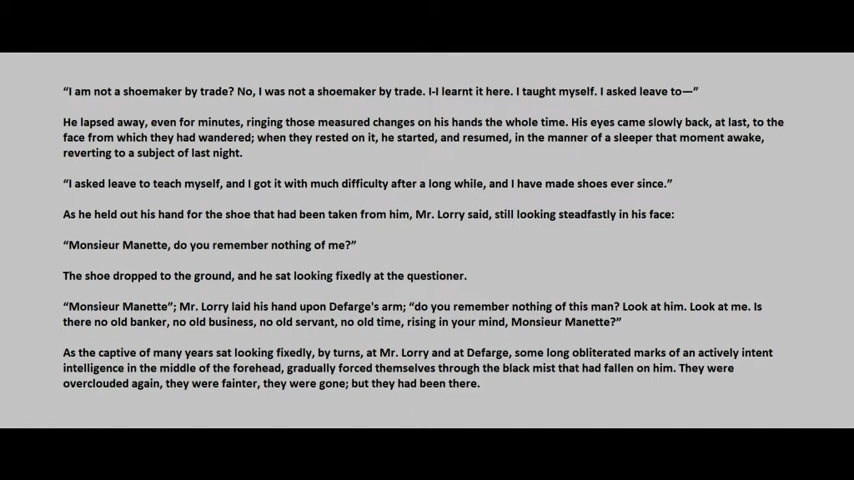 “I am not a shoemaker by trade? No, I was not a shoemaker by trade. I-I learnt it here. I taught myself. I asked leave to—”
He lapsed away, even for minutes, ringing those measured changes on his hands the whole time. His eyes came slowly back, at last, to the
face from which they had wandered; when they rested on it, he started, and resumed, in the manner of a sleeper that moment awake,
reverting to a subject of last night.
“I asked leave to teach myself, and I got it with much difficulty after a long while, and I have made shoes ever since.”
As he held out his hand for the shoe that had been taken from him, Mr. Lorry said, still looking steadfastly in his face:
“Monsieur Manette, do you remember nothing of me?”
The shoe dropped to the ground, and he sat looking fixedly at the questioner.
“Monsieur Manette”; Mr. Lorry laid his hand upon Defarge's arm; “do you remember nothing of this man? Look at him. Look at me. Is
there no old banker, no old business, no old servant, no old time, rising in your mind, Monsieur Manette?”
As the captive of many years sat looking fixedly, by turns, at Mr. Lorry and at Defarge, some long obliterated marks of an actively intent
intelligence in the middle of the forehead, gradually forced themselves through the black mist that had fallen on him. They were
overclouded again, they were fainter, they were gone; but they had been there.